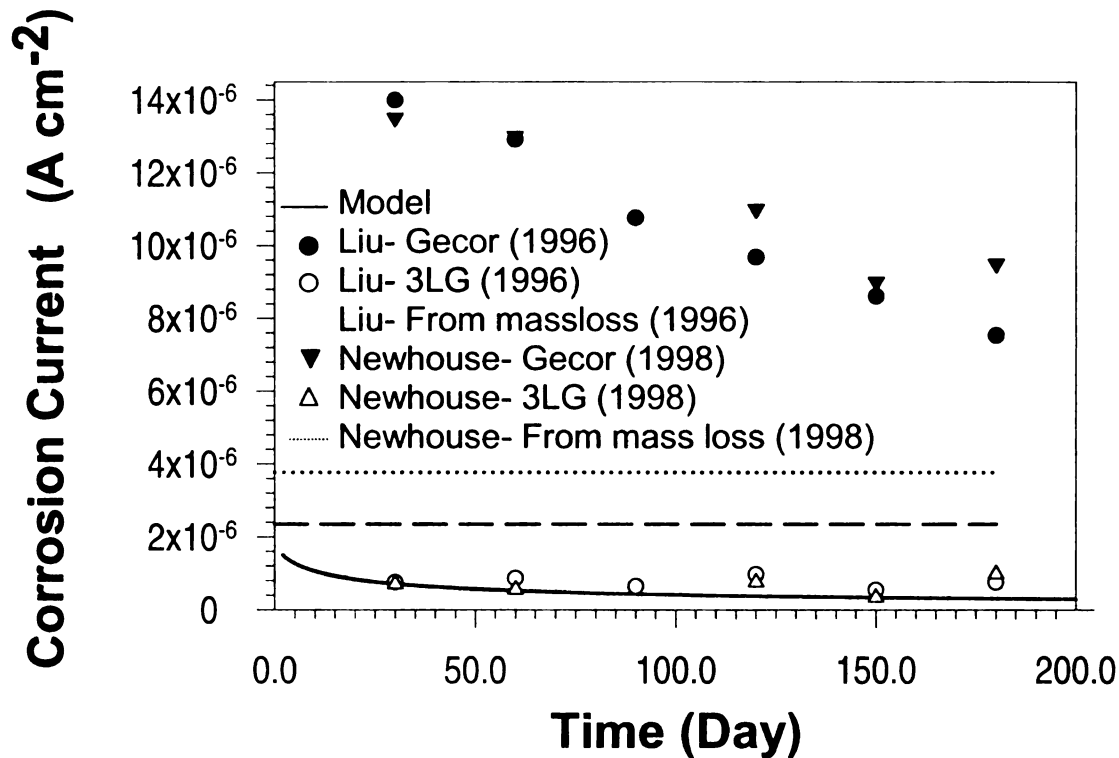 Corrosion Current (A cm-2)
14x10-6
12x10-6
10x10-6
8x10-6
6x10-6
4x10-6
2x10-6
0
Model
Liu- Gecor (1996)
Liu- 3LG (1996)
Liu- From massloss (1996)
Newhouse- Gecor (1998)
Newhouse- 3LG (1998)
Newhouse- From mass loss (1998)
0.0 50.0 100.0 150.0 200.0
Time (Day)